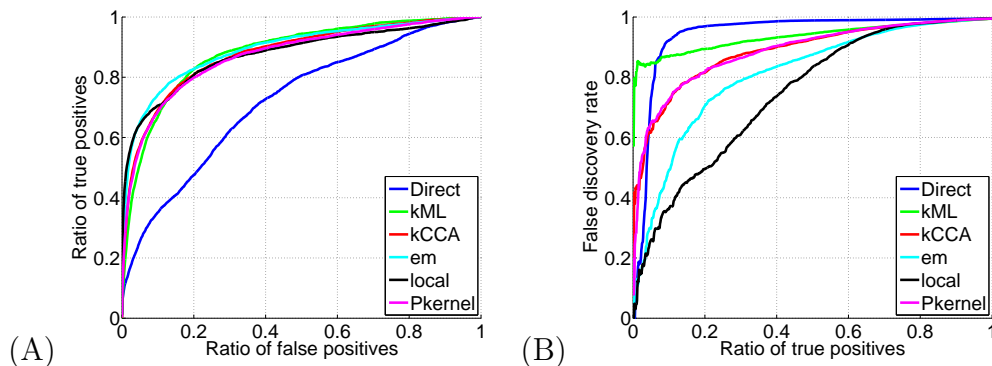 1
0.8
0.6
0.4
0.2
0
0 0.2 0.4 0.6 0.8 1
Ratio of true positives
Ratio of false positives
Direct
kML
kCCA
em
local
Pkernel
(A)
1
0.8
0.6
0.4
0.2
0
0 0.2 0.4 0.6 0.8 1
False discovery rate
Ratio of true positives
Direct
kML
kCCA
em
local
Pkernel
(B)